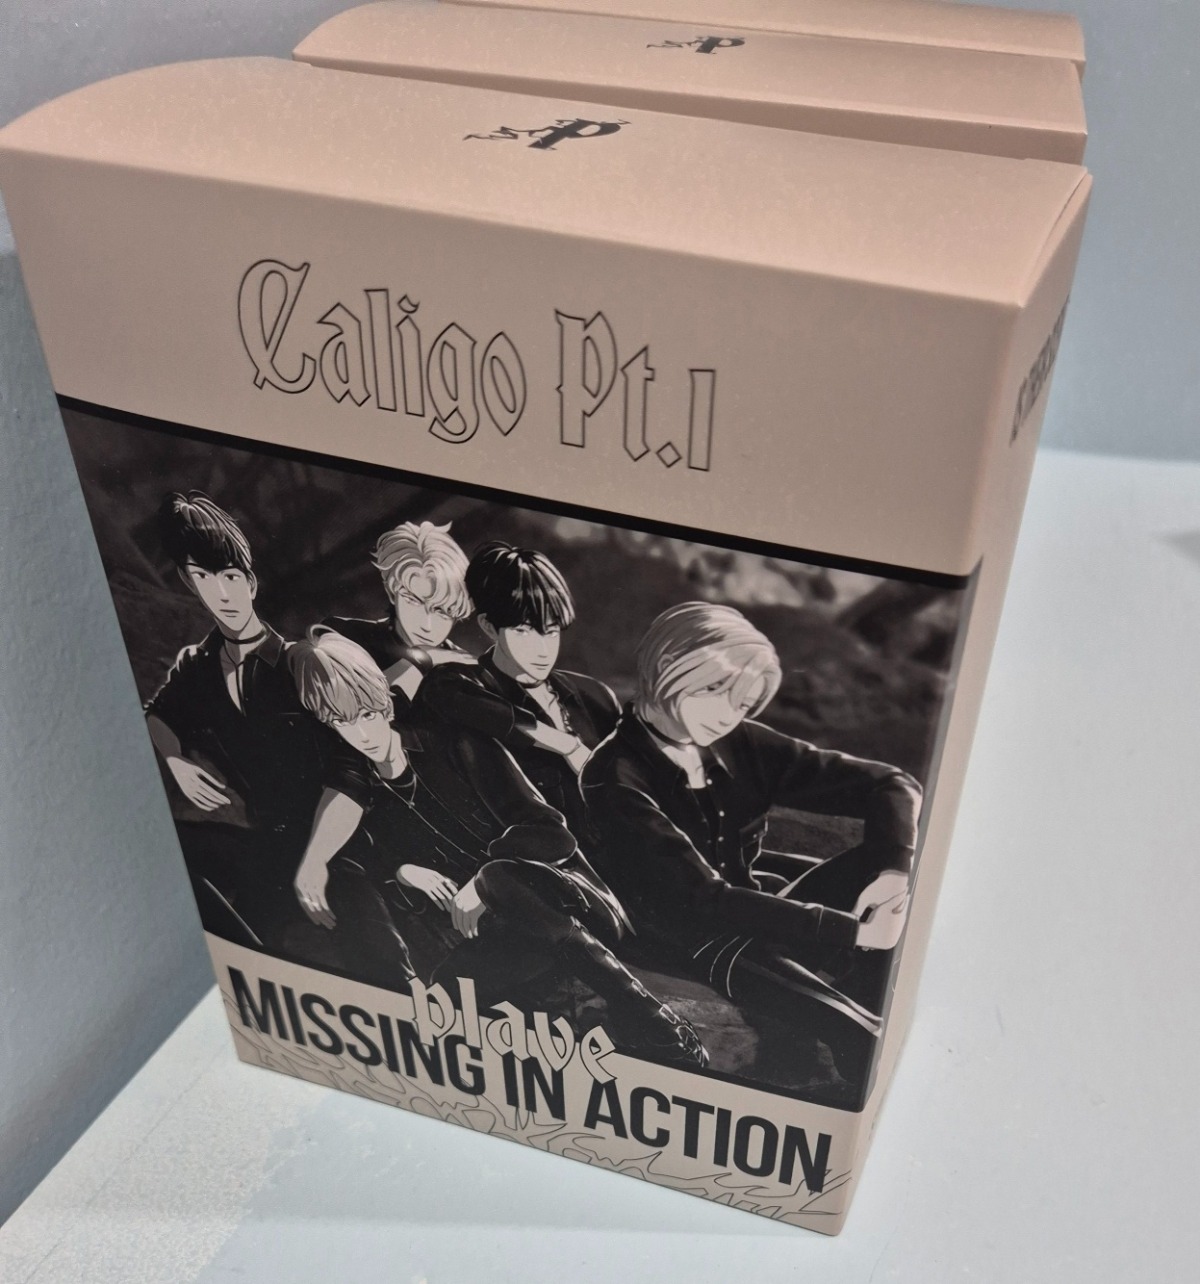 Caligo Pt.1
plave
MISSING IN ACTION